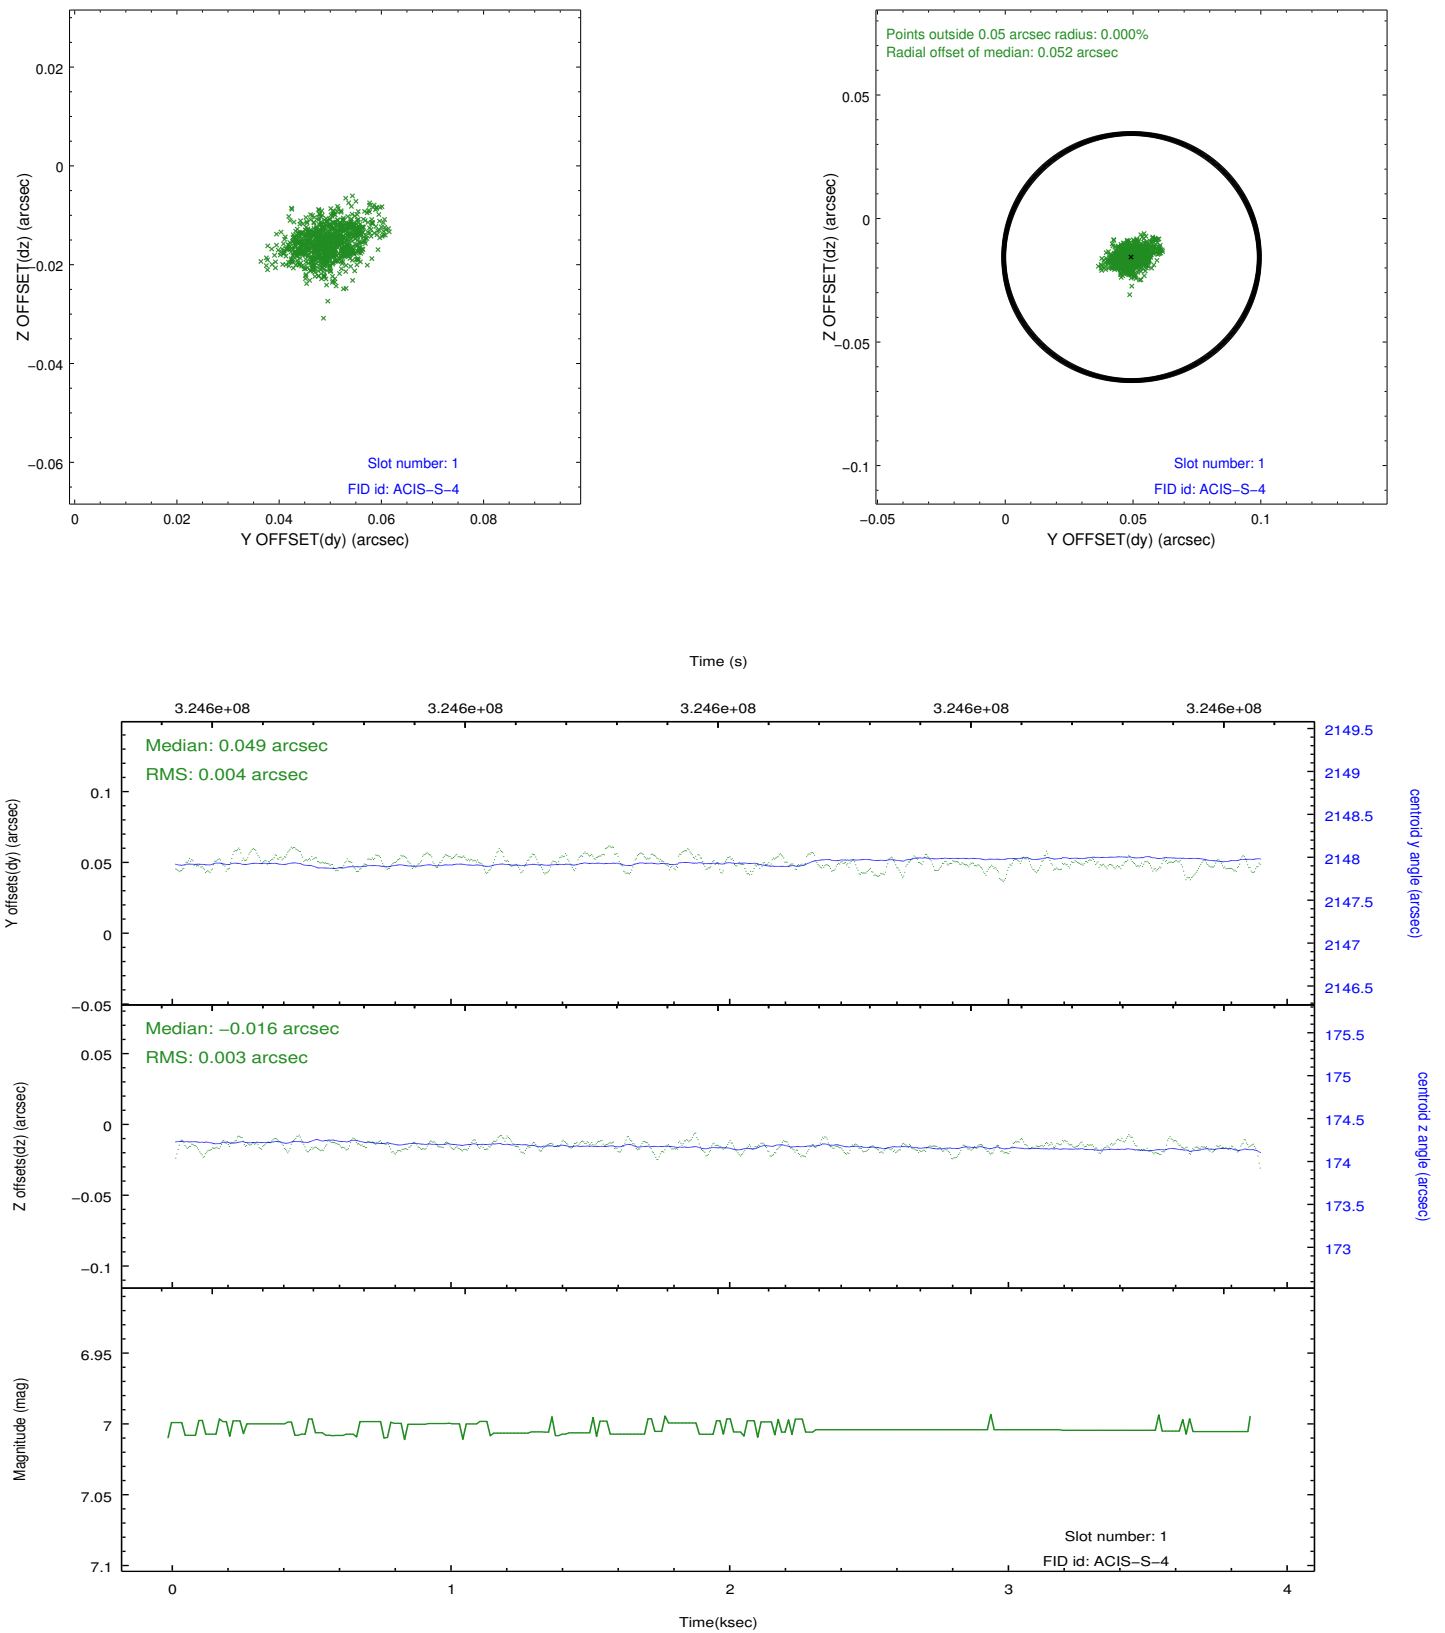 0.02
0
−0.02
−0.04
−0.06
Z OFFSET(dz) (arcsec)
Slot number: 1
FID id: ACIS−S−4
0
0.02
0.04
0.06
0.08
Y OFFSET(dy) (arcsec)
Points outside 0.05 arcsec radius: 0.000%
Radial offset of median: 0.052 arcsec
0.05
0
−0.05
−0.1
Z OFFSET(dz) (arcsec)
Slot number: 1
FID id: ACIS−S−4
−0.05
0
0.05
0.1
Y OFFSET(dy) (arcsec)
Time (s)
3.246e+08
3.246e+08
3.246e+08
3.246e+08
3.246e+08
Median: 0.049 arcsec
RMS: 0.004 arcsec
0.1
0.05
0
−0.05
Y offsets(dy) (arcsec)
2149.5
2149
2148.5
2148
2147.5
2147
2146.5
centroid y angle (arcsec)
Median: −0.016 arcsec
RMS: 0.003 arcsec
0.05
0
−0.05
−0.1
Z offsets(dz) (arcsec)
175.5
175
174.5
174
173.5
173
centroid z angle (arcsec)
6.95
7
7.05
7.1
Magnitude (mag)
Slot number: 1
FID id: ACIS−S−4
0
1
2
3
4
Time(ksec)